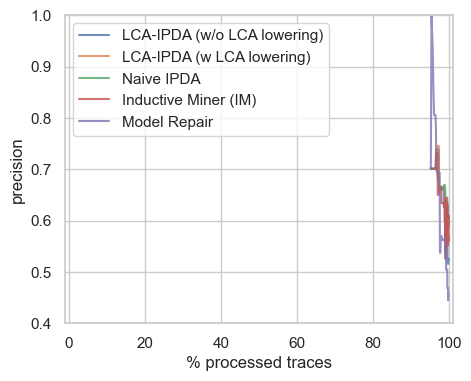 1.0
0.9
0.8
0.7
0.6
0.5
0.4
precision
LCA-IPDA (w/o LCA lowering)
LCA-IPDA (w LCA lowering)
Naive IPDA
Inductive Miner (IM)
Model Repair
0 20 40 60 80 100
% processed traces